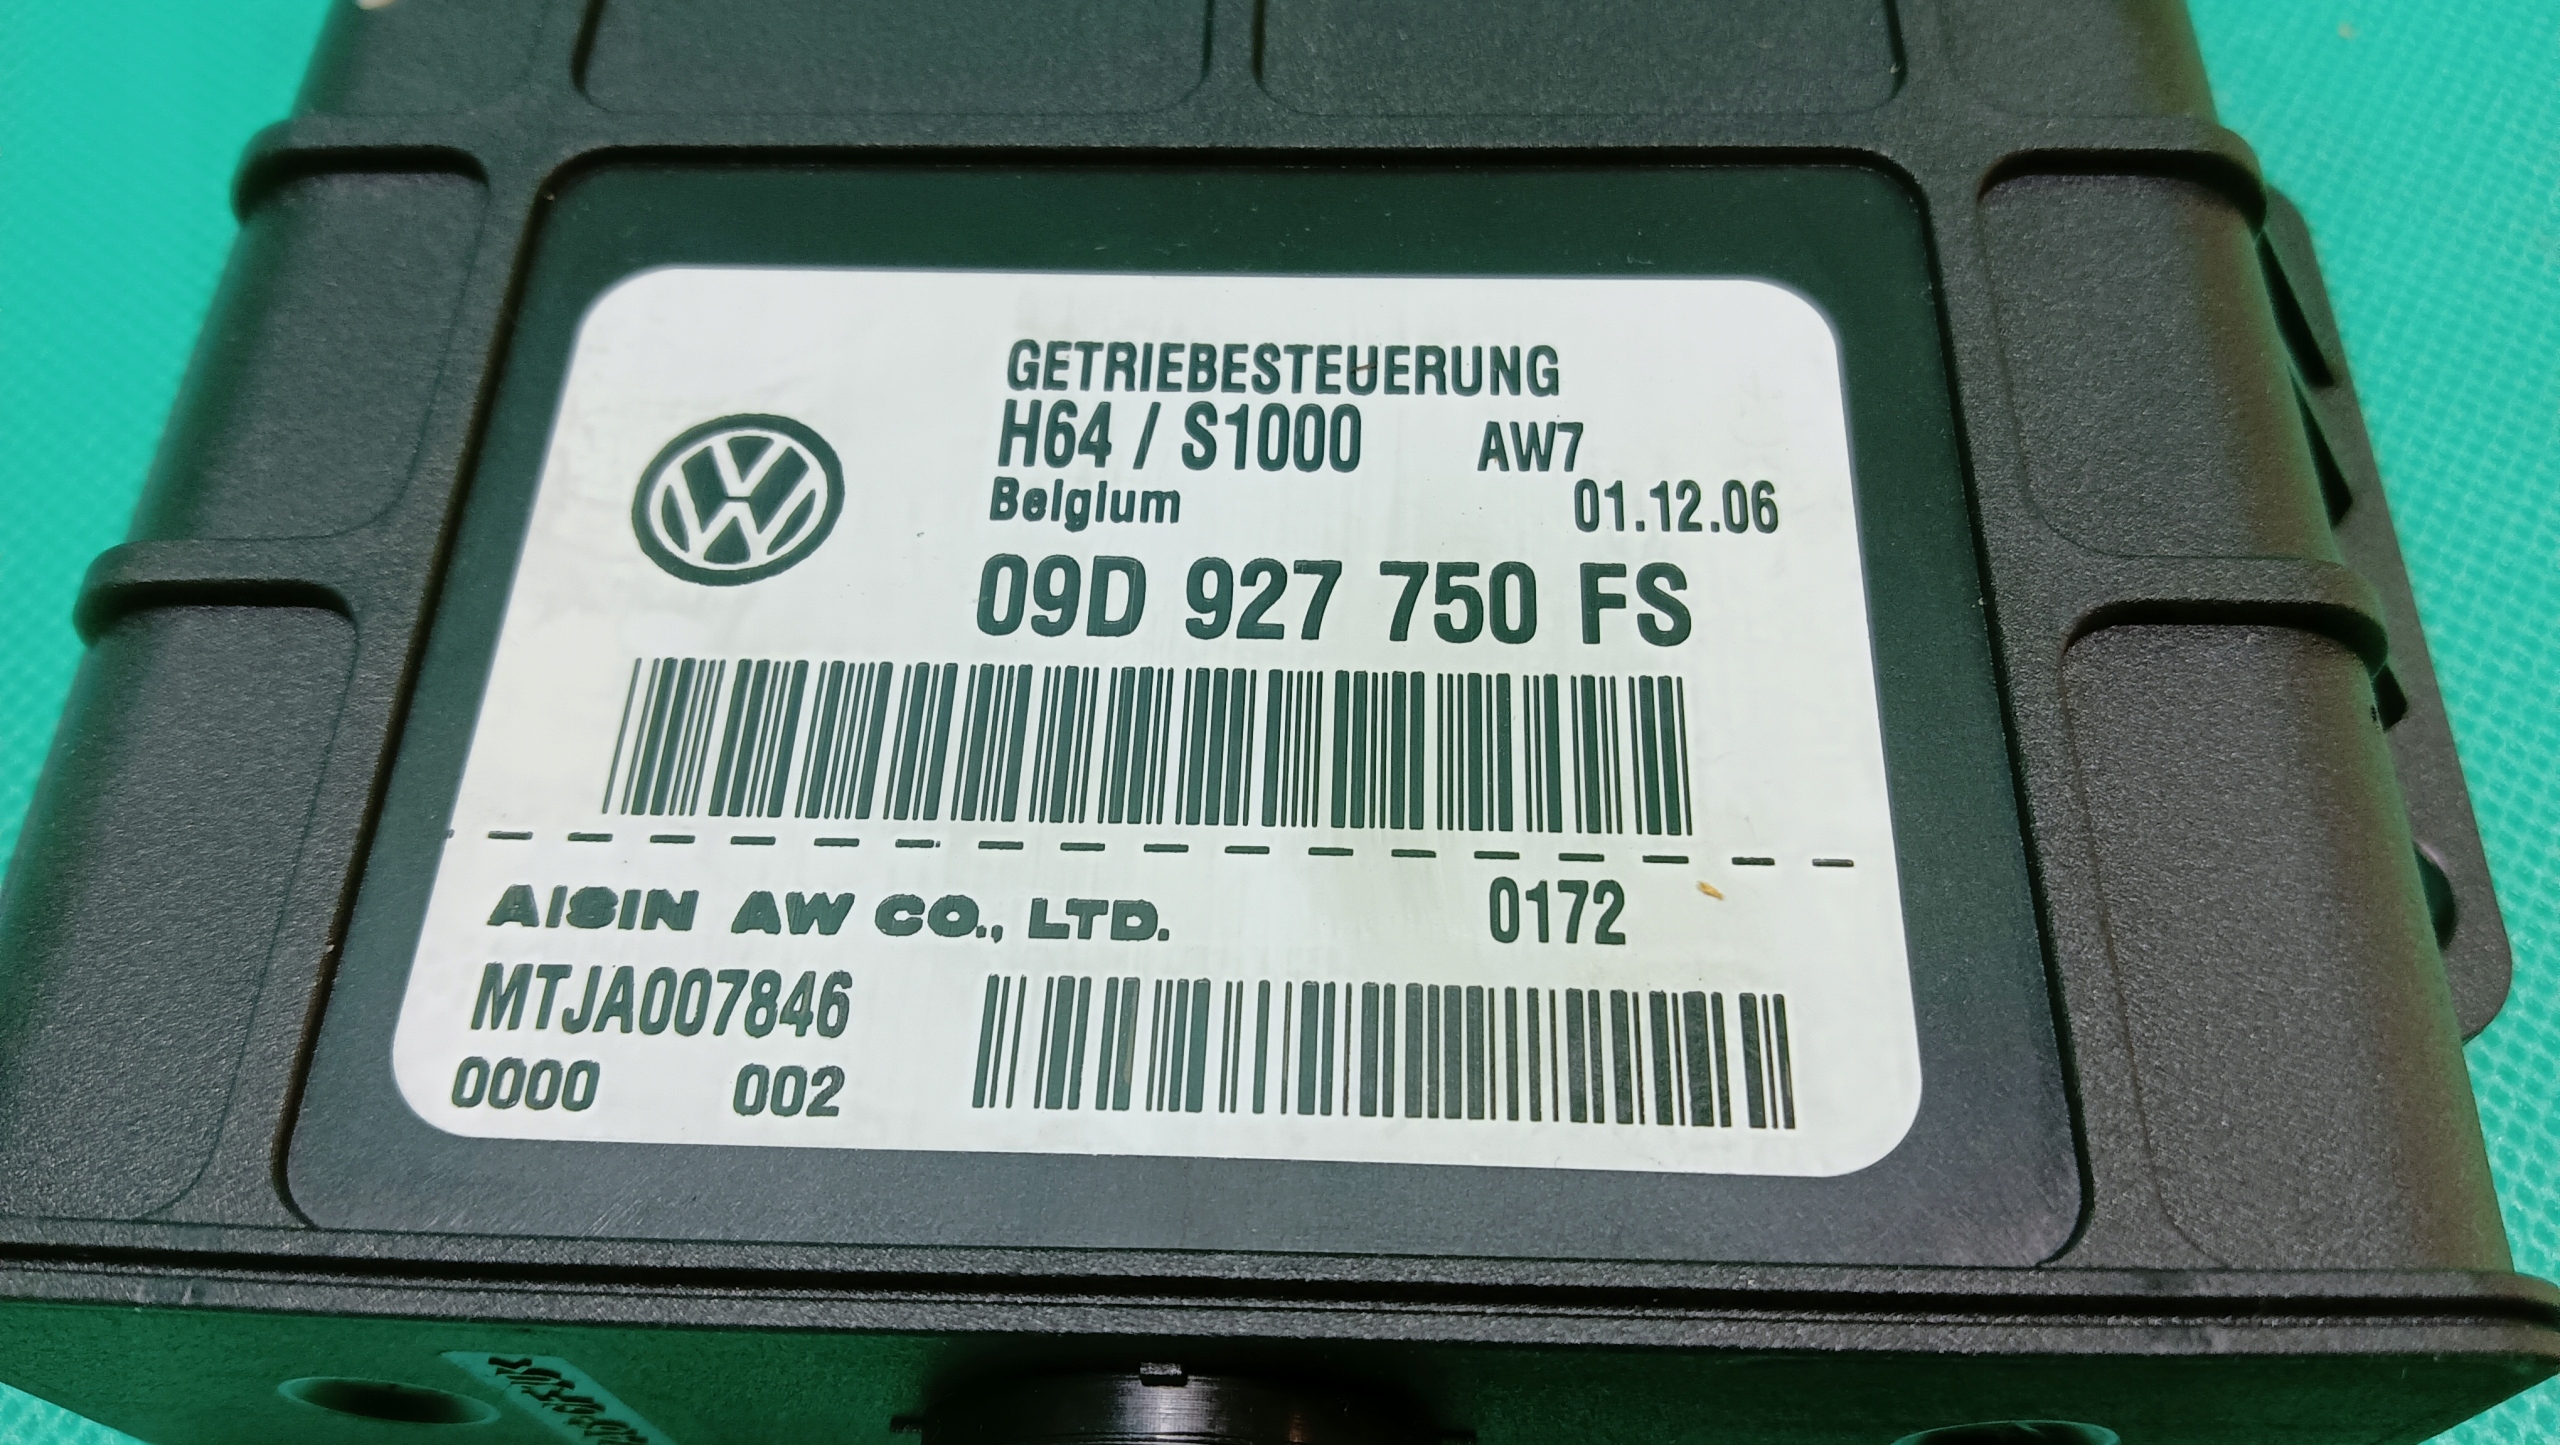 GETRIEBESTEUERUNG
H64 / S1000 AW7
Belgium 01.12.06
09D 927 750 FS
AISIN AW CO., LTD. 0172
MTJA007846
0000 002